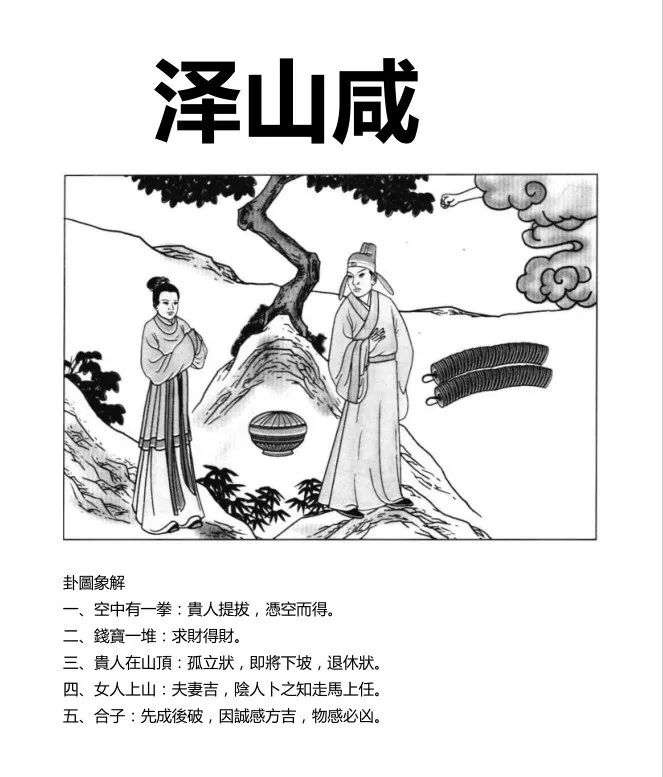 泽山咸
卦圖象解
一、空中有一拳：貴人提拔，憑空而得。
二、錢寶一堆：求財得財。
三、貴人在山頂：孤立狀，即將下坡，退休狀。
四、女人上山：夫妻吉，陰人卜之知走馬上任。
五、合子：先成後破，因誠感方吉，物感必凶。